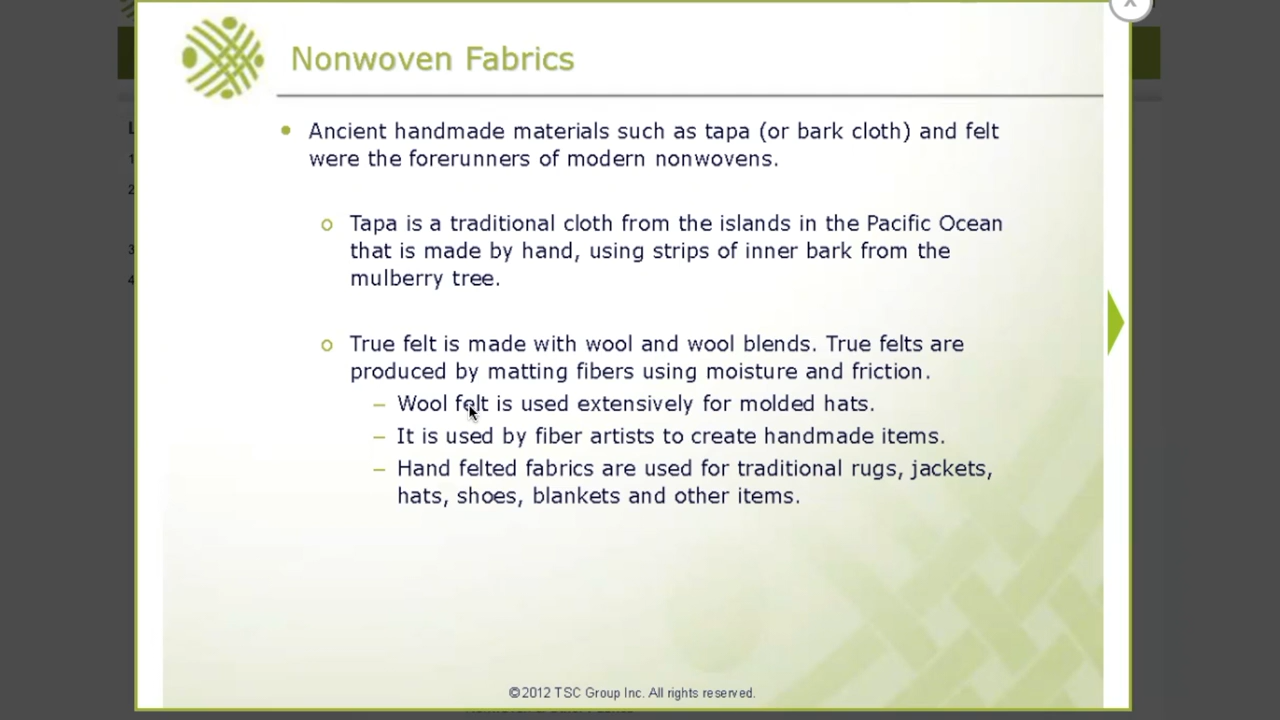 Nonwoven Fabrics
Ancient handmade materials such as tapa (or bark cloth) and felt
were the forerunners of modern nonwovens.
Tapa is a traditional cloth from the islands in the Pacific Ocean
that is made by hand, using strips of inner bark from the
mulberry tree.
True felt is made with wool and wool blends. True felts are
produced by matting fibers using moisture and friction.
– Wool felt is used extensively for molded hats.
– It is used by fiber artists to create handmade items.
– Hand felted fabrics are used for traditional rugs, jackets,
hats, shoes, blankets and other items.
©2012 TSC Group Inc. All rights reserved.